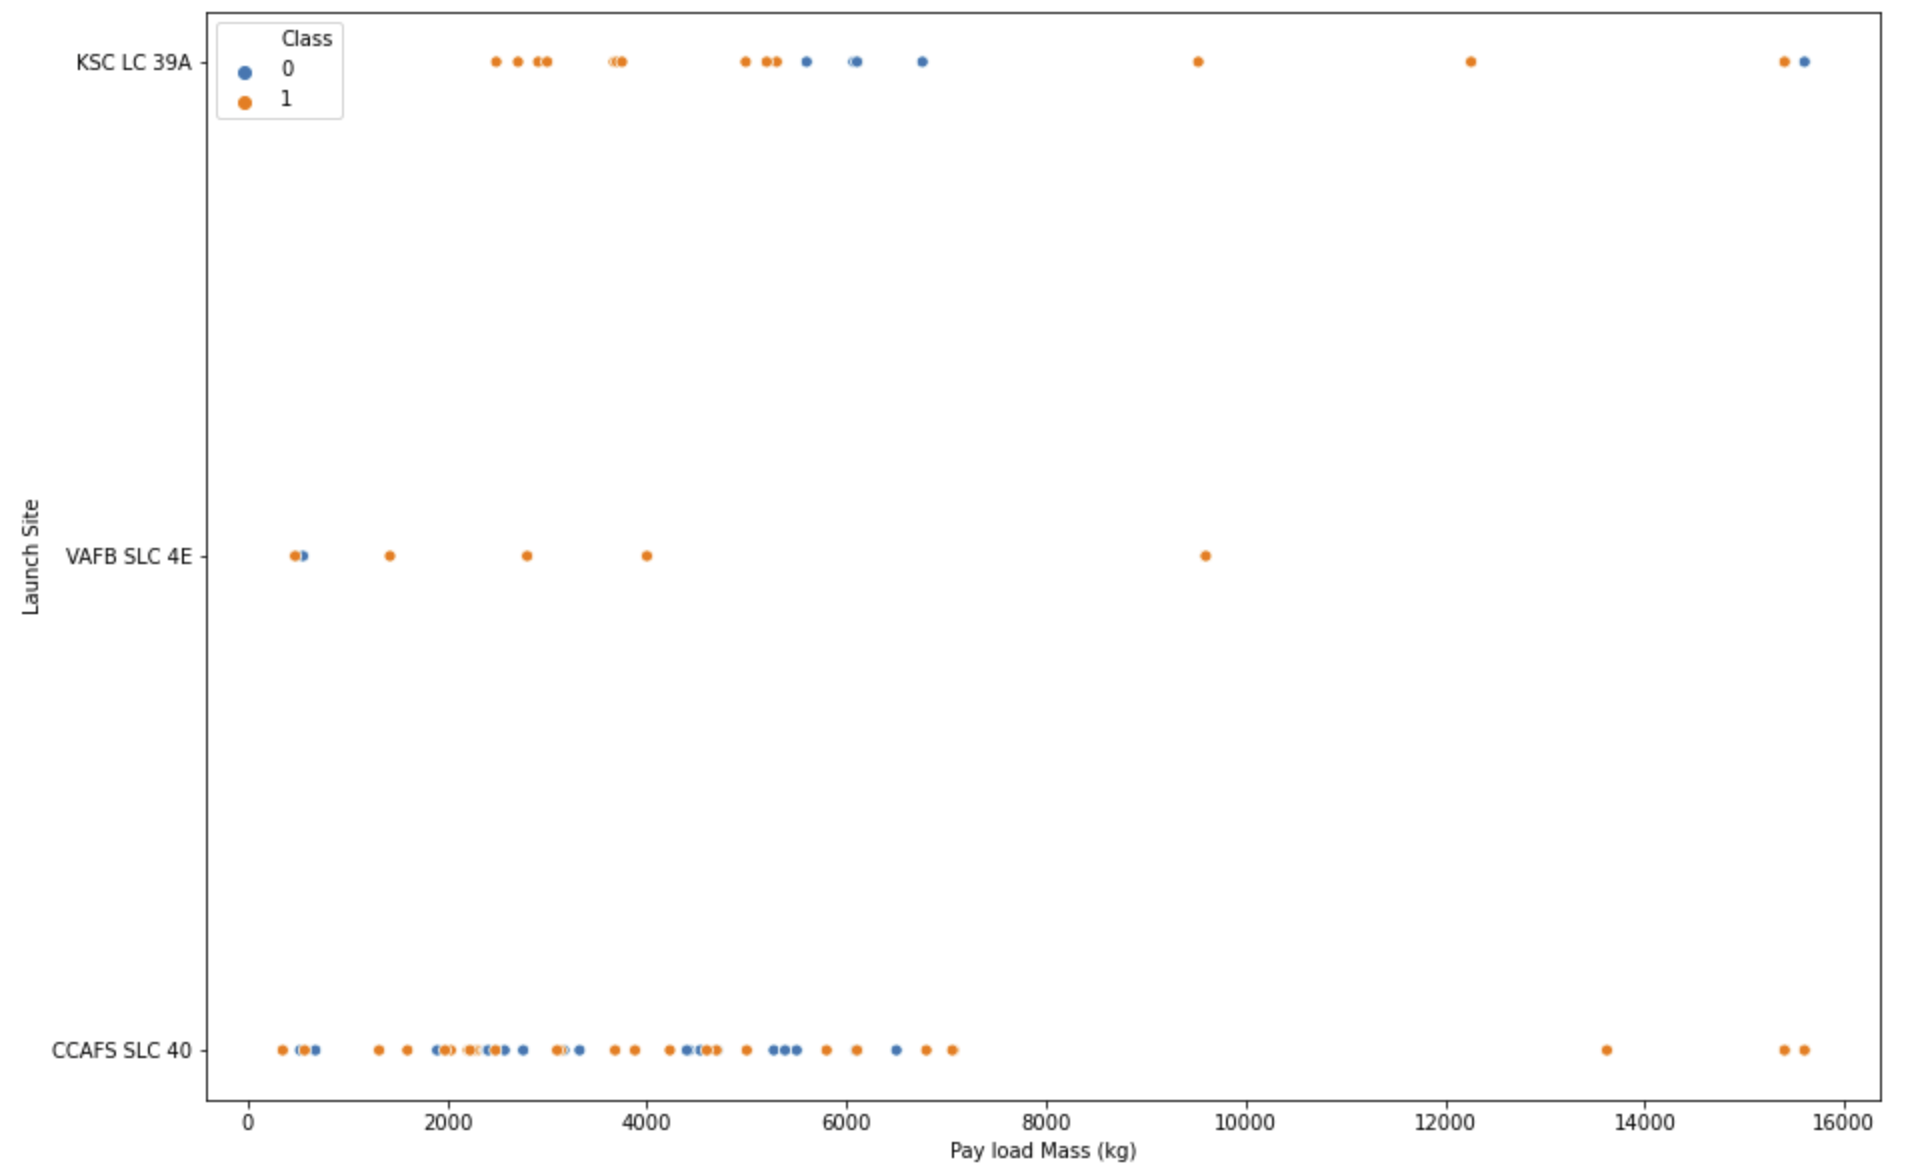 Class
0
1
KSC LC 39A
VAFB SLC 4E
CCAFS SLC 40
Launch Site
0 2000 4000 6000 8000 10000 12000 14000 16000
Pay load Mass (kg)